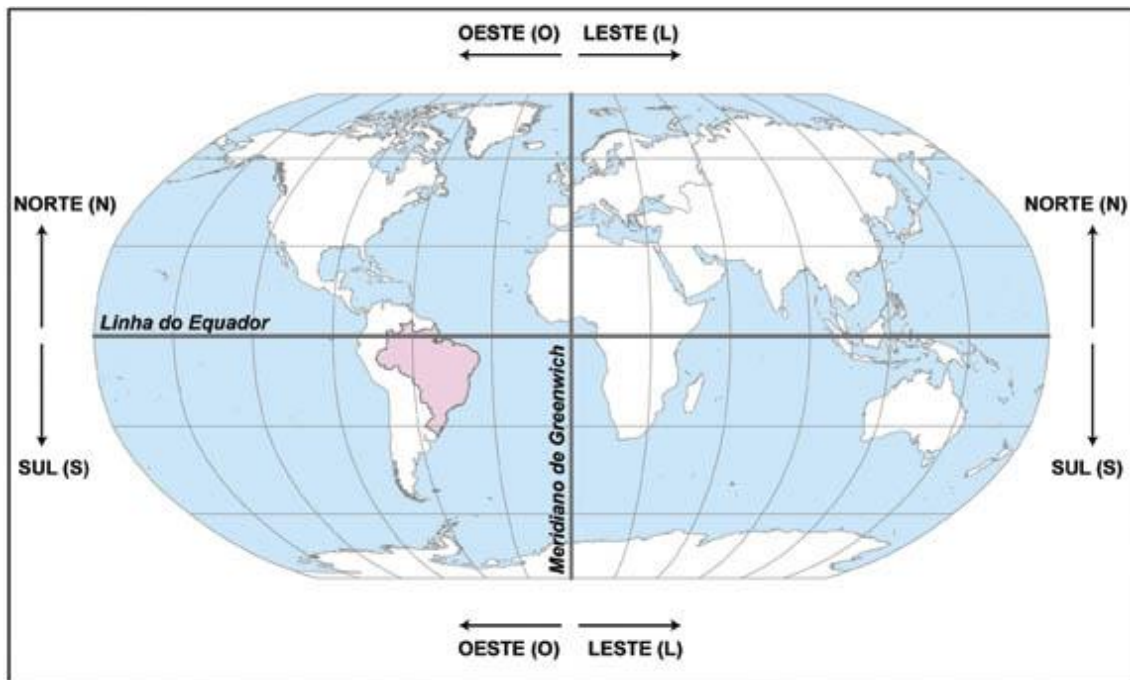 OESTE (O) LESTE (L)
NORTE (N) NORTE (N)
Linha do Equador
Meridiano de Greenwich
SUL (S) SUL (S)
OESTE (O) LESTE (L)